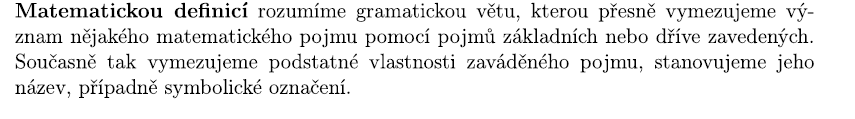 Matematickou definicí rozumíme gramatickou větu, kterou přesně vymezujeme vý-
znam nějakého matematického pojmu pomocí pojmů základních nebo dříve zavedených.
Současně tak vymezujeme podstatné vlastnosti zaváděného pojmu, stanovujeme jeho
název, případně symbolické označení.